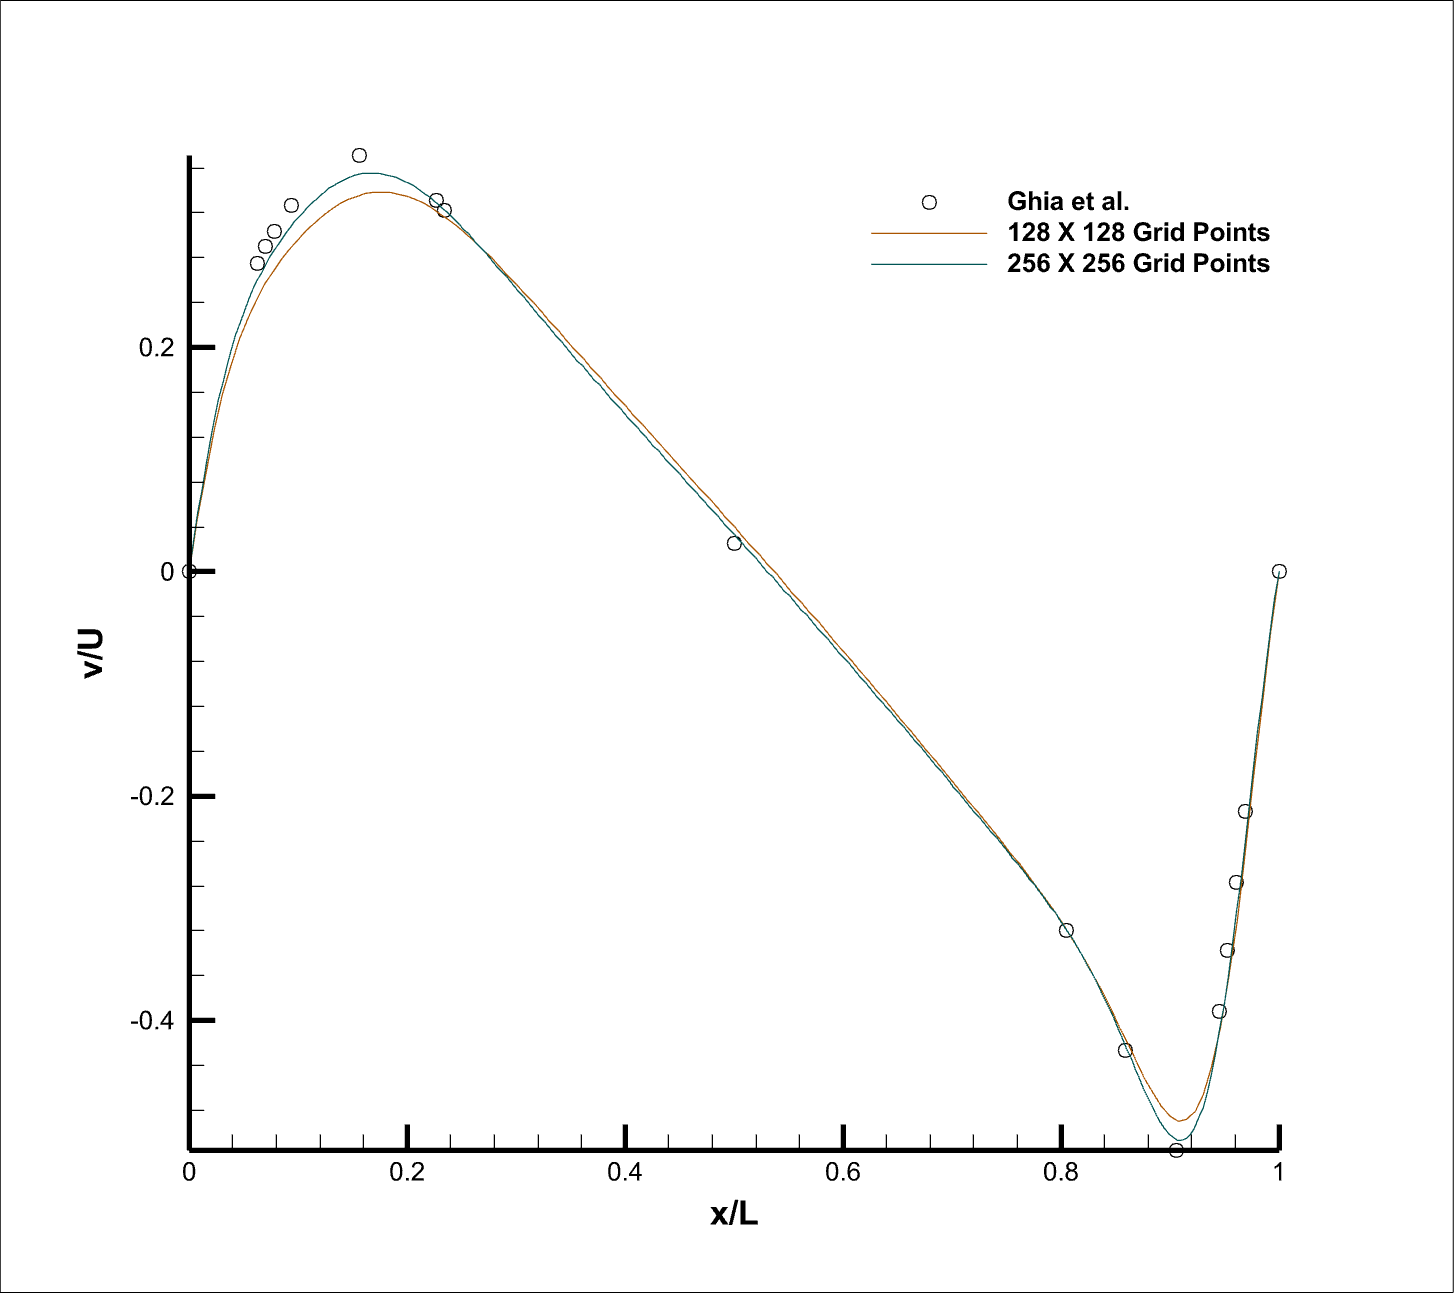 Ghia et al.
128 X 128 Grid Points
256 X 256 Grid Points
0.2
0
-0.2
-0.4
v/U
0 0.2 0.4 0.6 0.8 1
x/L